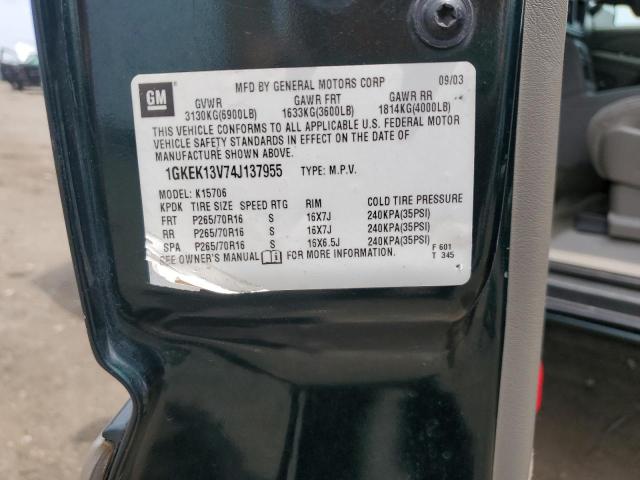 GM
MFD BY GENERAL MOTORS CORP 09/03
GVWR GAWR FRT GAWR RR
3130KG(6900LB) 1633KG(3600LB) 1814KG(4000LB)
THIS VEHICLE CONFORMS TO ALL APPLICABLE U.S. FEDERAL MOTOR
VEHICLE SAFETY STANDARDS IN EFFECT ON THE DATE OF
MANUFACTURE SHOWN ABOVE.
1GKEK13V74J137955 TYPE: M.P.V.
MODEL: K15706
KPDK TIRE SIZE SPEED RTG RIM COLD TIRE PRESSURE
FRT P265/70R16 S 16X7J 240KPA(35PSI)
RR P265/70R16 S 16X7J 240KPA(35PSI)
SPA P265/70R16 S 16X6.5J 240KPA(35PSI)
SEE OWNER'S MANUAL FOR MORE INFORMATION.
F 601
T 345